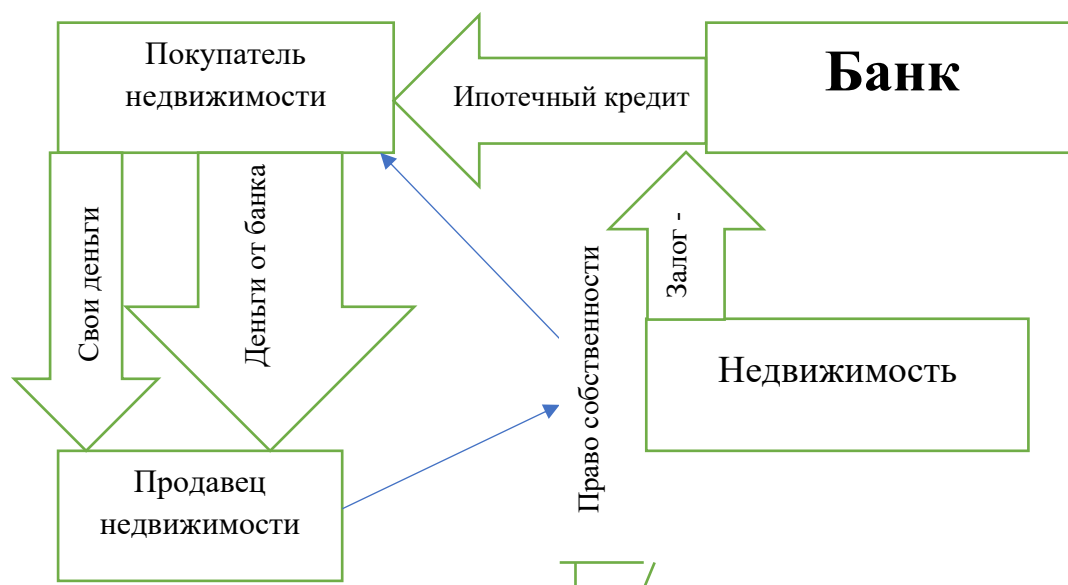 Покупатель
недвижимости
Ипотечный кредит
Банк
Свои деньги
Деньги от банка
Право собственности
Залог -
Недвижимость
Продавец
недвижимости